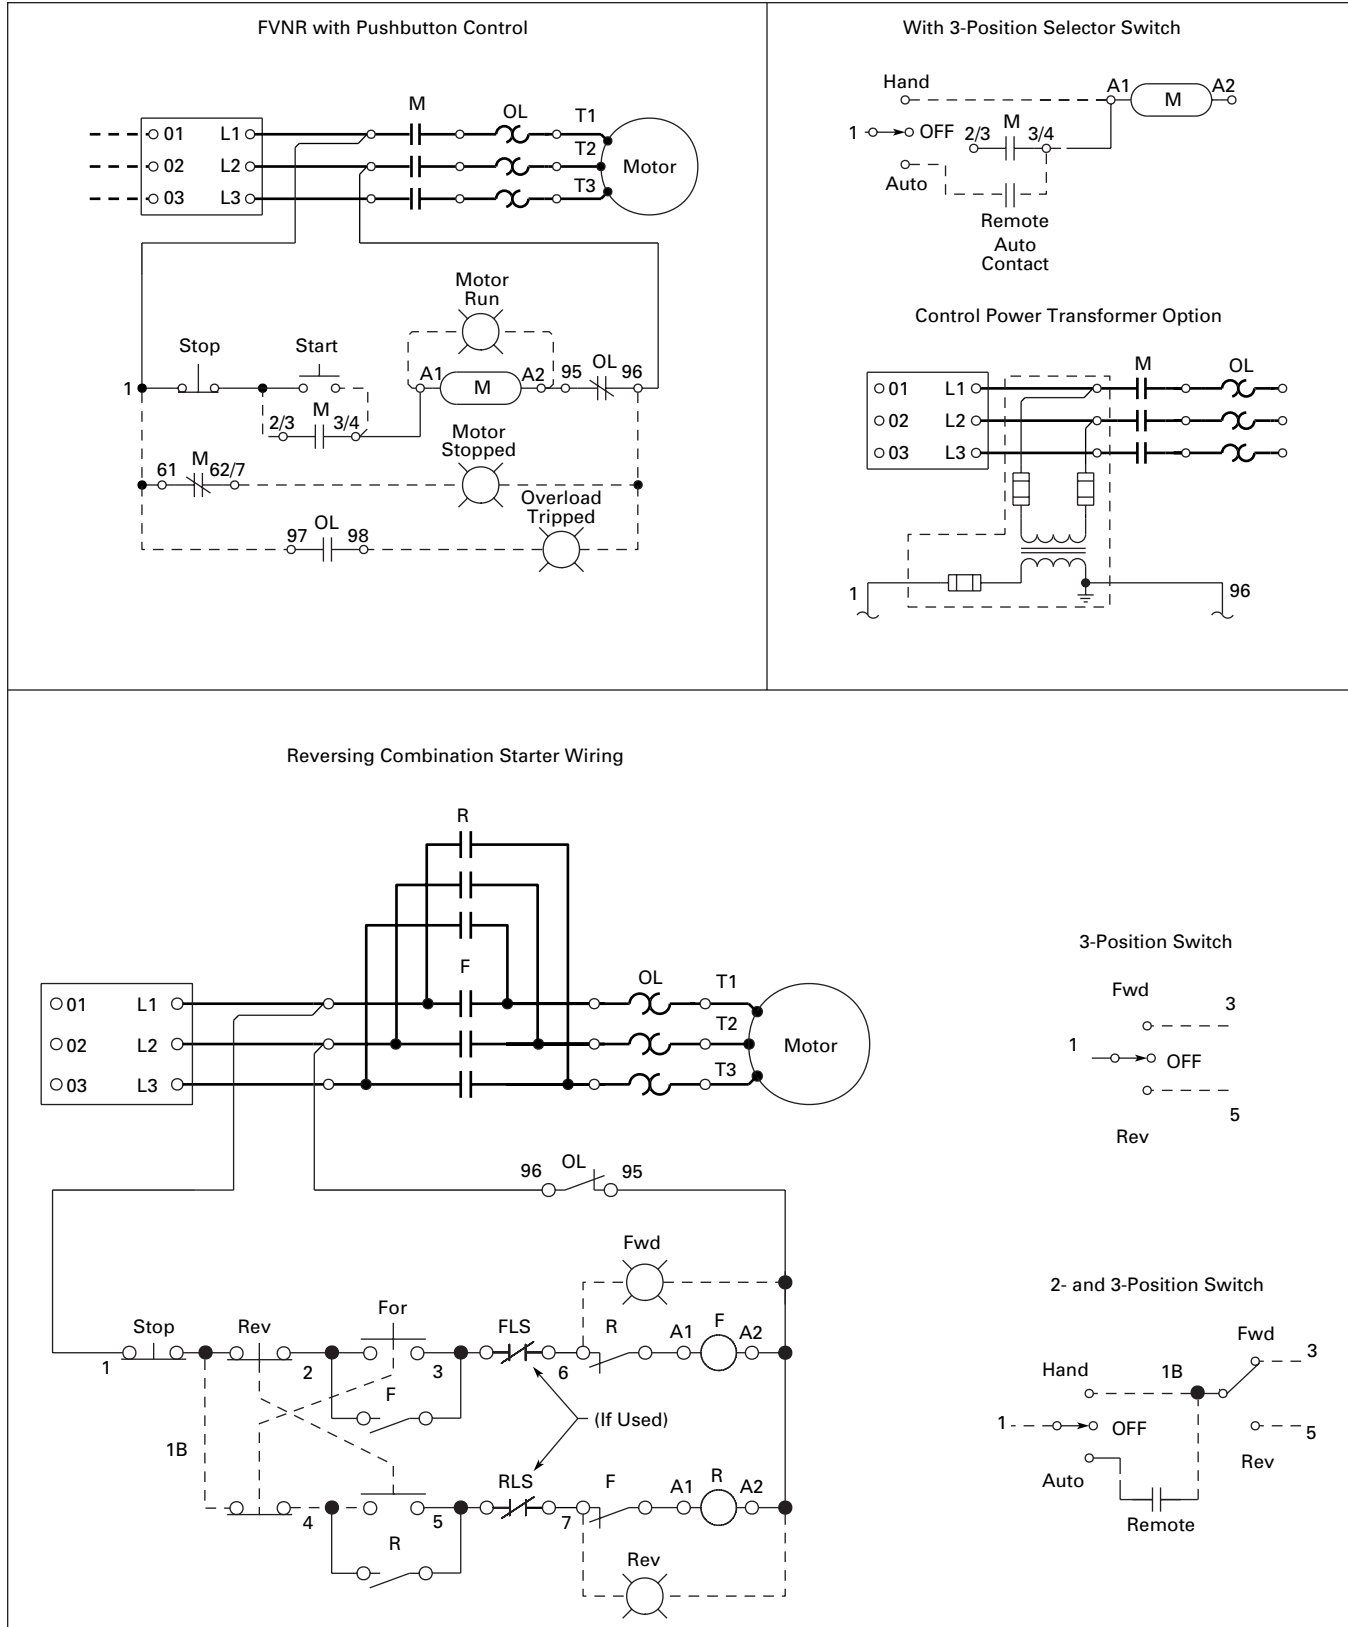 FVNR with Pushbutton Control
M
OL
T1
01 L1
T2
02 L2
Motor
T3
03 L3
Motor
Run
Stop
Start
OL
1
A1 M A2 95 96
M
2/3 3/4
Motor
Stopped
M
61 62/7
Overload
Tripped
OL
97 98
With 3-Position Selector Switch
Hand
A1 M A2
1 OFF 2/3 M 3/4
Auto
Remote
Auto
Contact
Control Power Transformer Option
M OL
01 L1
02 L2
03 L3
1 96
Reversing Combination Starter Wiring
R
F
OL
T1
01 L1
T2
02 L2
Motor
T3
03 L3
96 OL 95
Fwd
For
Stop Rev FLS R A1 F A2
1 2 3 6
F
(If Used)
1B
RLS F A1 R A2
4 5 7
R
Rev
3-Position Switch
Fwd
3
1 OFF
5
Rev
2- and 3-Position Switch
Fwd
3
Hand 1B
1 OFF
5
Rev
Auto
Remote